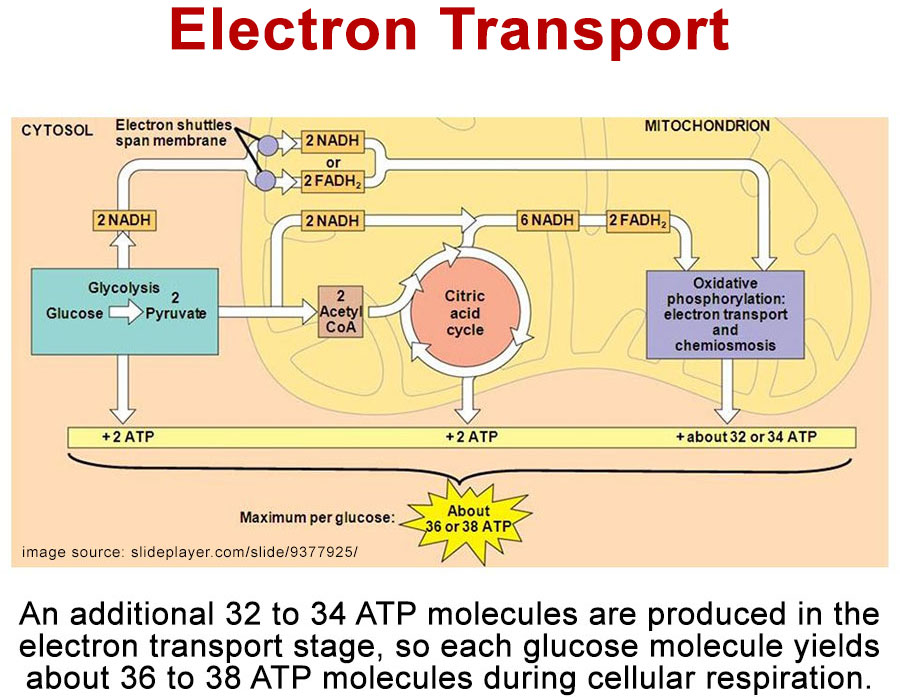 Electron Transport
CYTOSOL
Electron shuttles
span membrane
MITOCHONDRION
2 NADH
or
2 FADH₂
2 NADH
2 NADH
6 NADH
2 FADH₂
Glycolysis
Glucose
2
Pyruvate
2
Acetyl
CoA
Citric
acid
cycle
Oxidative
phosphorylation:
electron transport
and
chemiosmosis
+ 2 ATP
+ 2 ATP
+ about 32 or 34 ATP
Maximum per glucose:
About
36 or 38 ATP
image source: slideplayer.com/slide/9377925/
An additional 32 to 34 ATP molecules are produced in the
electron transport stage, so each glucose molecule yields
about 36 to 38 ATP molecules during cellular respiration.